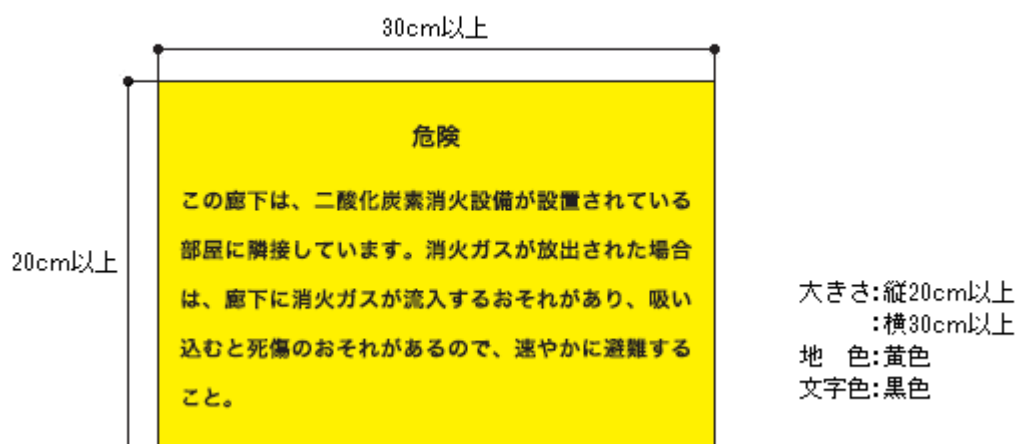 30cm以上
危険
この廊下は、二酸化炭素消火設備が設置されている
部屋に隣接しています。消火ガスが放出された場合
は、廊下に消火ガスが流入するおそれがあり、吸い
込むと死傷のおそれがあるので、速やかに避難する
こと。
20cm以上
大きさ:縦20cm以上
:横30cm以上
地　色:黄色
文字色:黒色